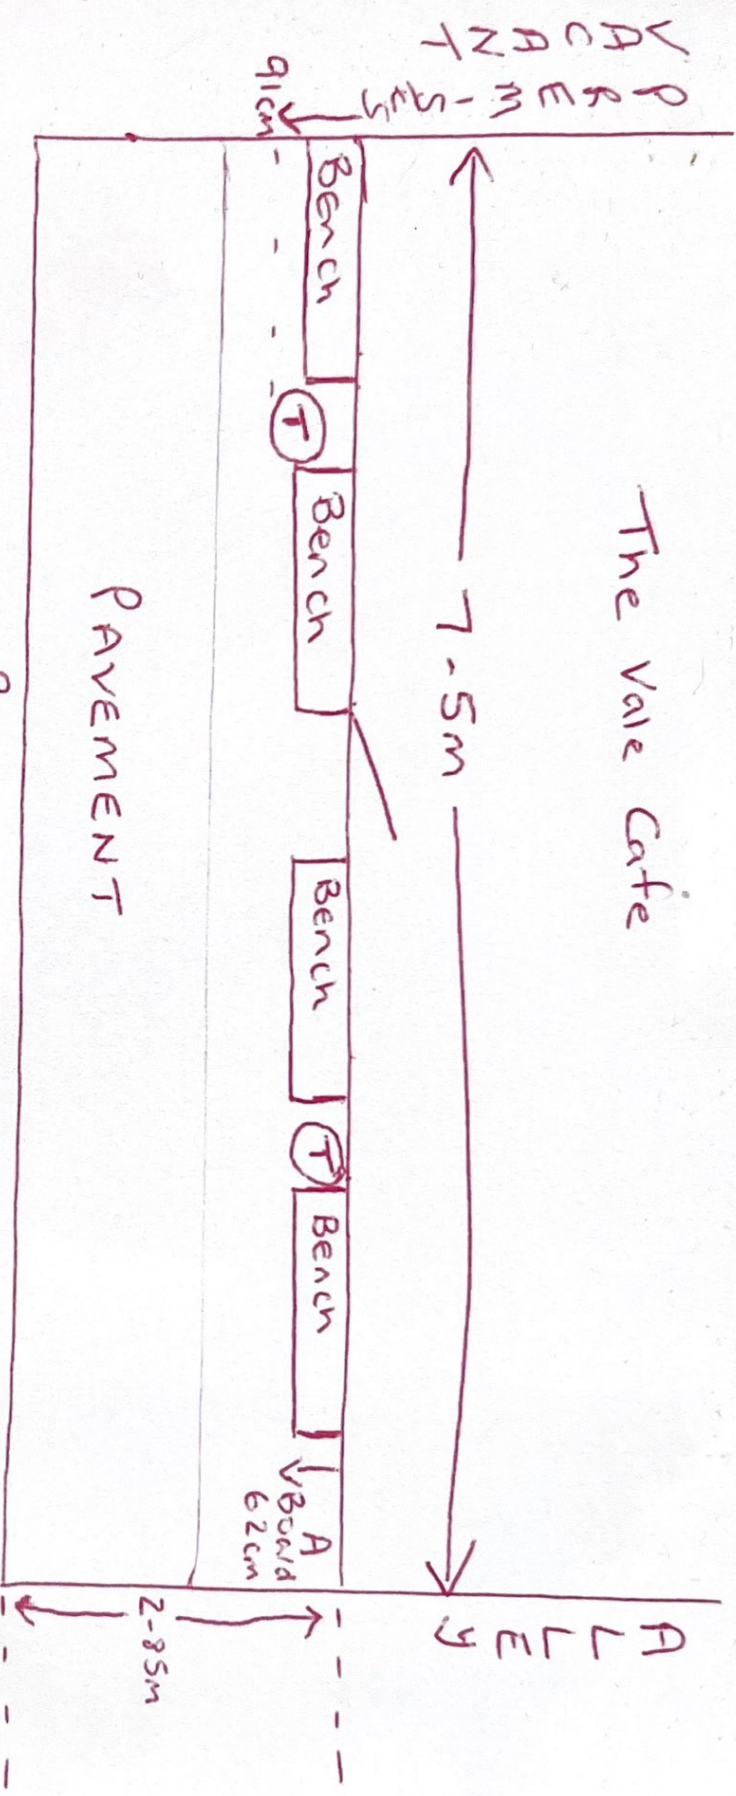 VACANT
PREMISES
The Vale Cafe
ALLEY
7-5m
91cm
Bench
T
Bench
Bench
T
Bench
A
Board
62cm
PAVEMENT
2-85m